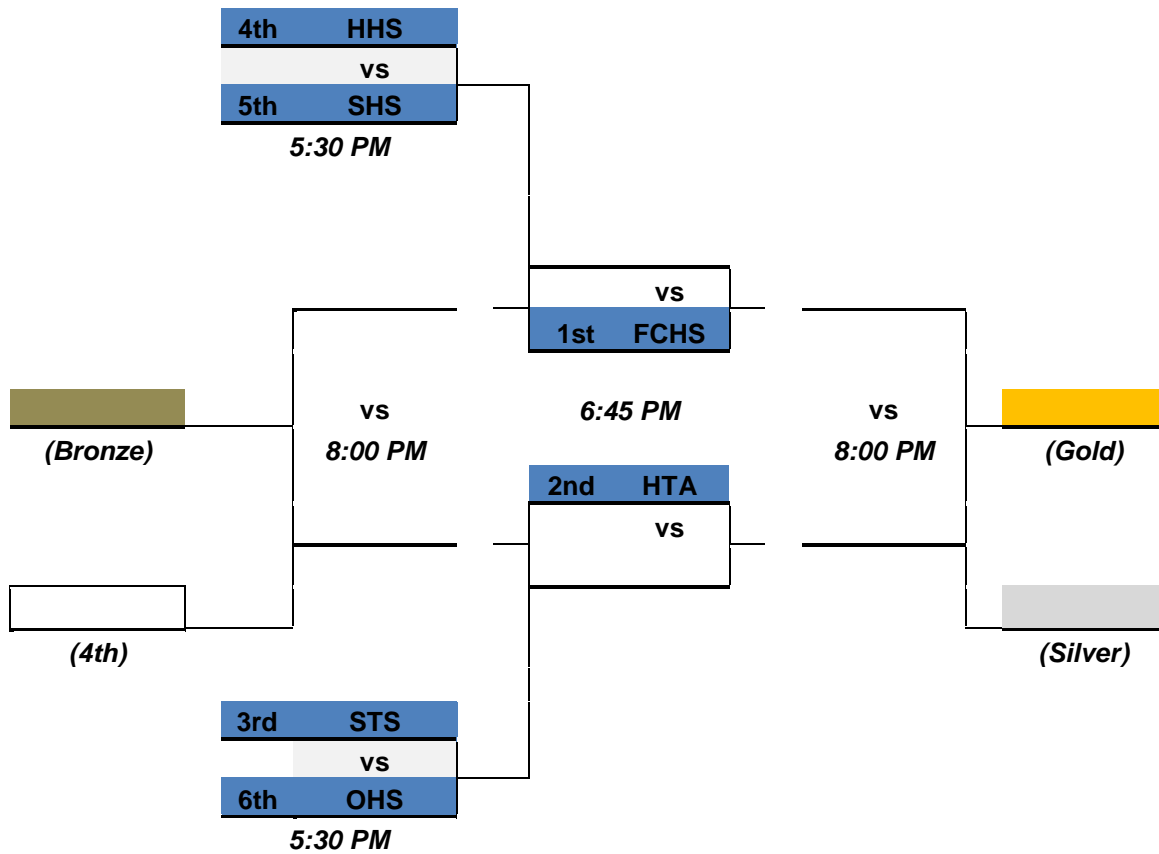 4th HHS
vs
5th SHS
5:30 PM
vs
1st FCHS
6:45 PM
vs
8:00 PM
vs
8:00 PM
(Bronze)
(Gold)
2nd HTA
vs
(4th)
(Silver)
3rd STS
vs
6th OHS
5:30 PM